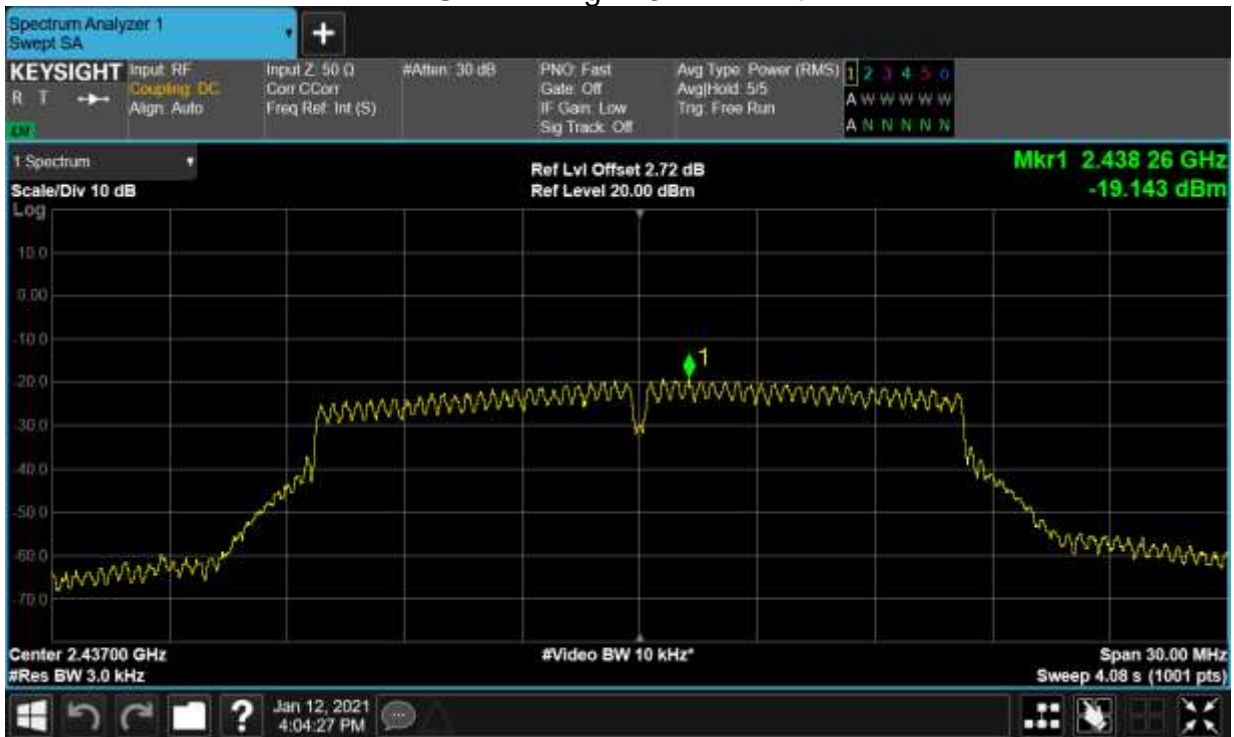 Spectrum Analyzer 1
Swept SA
+
KEYSIGHT Input: RF Input Z: 50 Ω #Atten: 30 dB PNO: Fast Avg Type: Power (RMS) 1 2 3 4 5 6
R T Coupling: DC Corr CCorr Gate: Off Avg|Hold: 5/5 A W W W W W
Align: Auto Freq Ref: Int (S) IF Gain: Low Trig: Free Run
Sig Track: Off A N N N N N
1 Spectrum Ref Lvl Offset 2.72 dB Mkr1 2.438 26 GHz
Scale/Div 10 dB Ref Level 20.00 dBm -19.143 dBm
Log
10.0
0.00
-10.0
1
-20.0
-30.0
-40.0
-50.0
-60.0
-70.0
Center 2.43700 GHz #Video BW 10 kHz* Span 30.00 MHz
#Res BW 3.0 kHz Sweep 4.08 s (1001 pts)
? Jan 12, 2021
4:04:27 PM